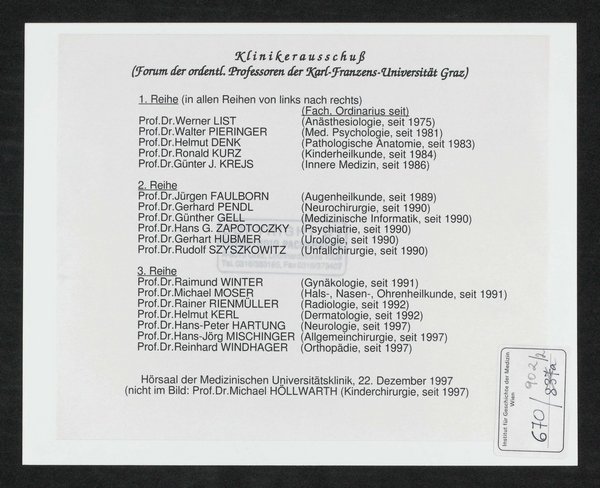 Klinikerausschuß
(Forum der ordentl. Professoren der Karl-Franzens-Universität Graz)
1. Reihe (in allen Reihen von links nach rechts)
(Fach, Ordinarius seit)
Prof.Dr.Werner LIST (Anästhesiologie, seit 1975)
Prof.Dr.Walter PIERINGER (Med. Psychologie, seit 1981)
Prof.Dr.Helmut DENK (Pathologische Anatomie, seit 1983)
Prof.Dr.Ronald KURZ (Kinderheilkunde, seit 1984)
Prof.Dr.Günter J. KREJS (Innere Medizin, seit 1986)
2. Reihe
Prof.Dr.Jürgen FAULBORN (Augenheilkunde, seit 1989)
Prof.Dr.Gerhard PENDL (Neurochirurgie, seit 1990)
Prof.Dr.Günther GELL (Medizinische Informatik, seit 1990)
Prof.Dr.Hans G. ZAPOTOCZKY (Psychiatrie, seit 1990)
Prof.Dr.Gerhart HUBMER (Urologie, seit 1990)
Prof.Dr.Rudolf SZYSZKOWITZ (Unfallchirurgie, seit 1990)
3. Reihe
Prof.Dr.Raimund WINTER (Gynäkologie, seit 1991)
Prof.Dr.Michael MOSER (Hals-, Nasen-, Ohrenheilkunde, seit 1991)
Prof.Dr.Rainer RIENMÜLLER (Radiologie, seit 1992)
Prof.Dr.Helmut KERL (Dermatologie, seit 1992)
Prof.Dr.Hans-Peter HARTUNG (Neurologie, seit 1997)
Prof.Dr.Hans-Jörg MISCHINGER (Allgemeinchirurgie, seit 1997)
Prof.Dr.Reinhard WINDHAGER (Orthopädie, seit 1997)
Hörsaal der Medizinischen Universitätsklinik, 22. Dezember 1997
(nicht im Bild: Prof.Dr.Michael HÖLLWARTH (Kinderchirurgie, seit 1997)
Institut für Geschichte der Medizin
Wien
670/902/2
837a